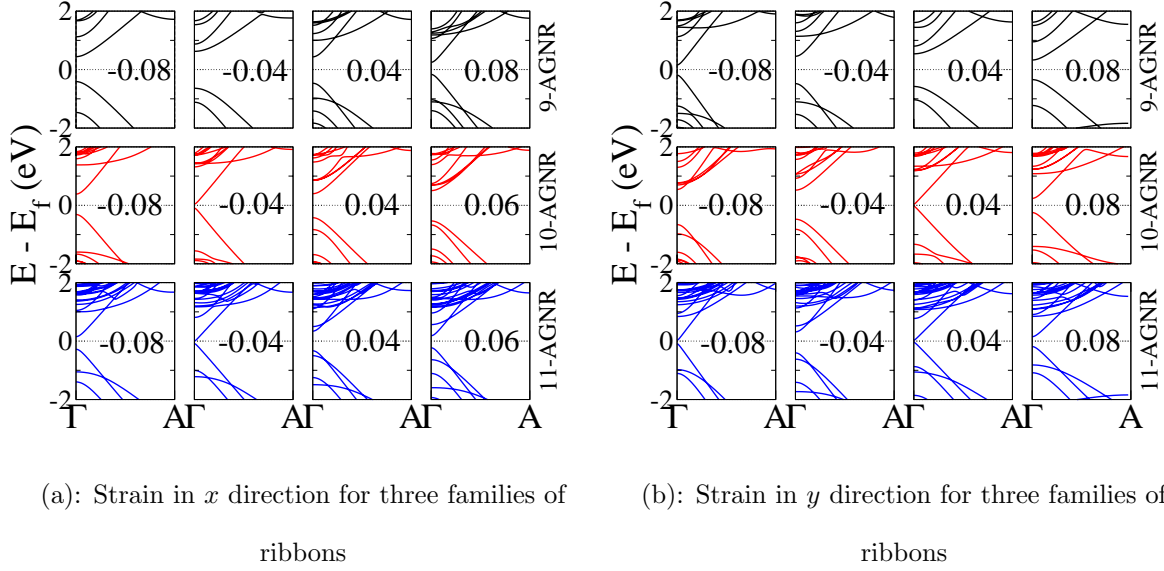 2
0
-2
-0.08
-0.04
0.04
0.08
9-AGNR
2
0
-2
-0.08
-0.04
0.04
0.06
10-AGNR
2
0
-2
-0.08
-0.04
0.04
0.06
11-AGNR
E - E_f (eV)
Γ
AΓ
AΓ
AΓ
A
2
0
-2
-0.08
-0.04
0.04
0.08
9-AGNR
2
0
-2
-0.08
-0.04
0.04
0.08
10-AGNR
2
0
-2
-0.08
-0.04
0.04
0.08
11-AGNR
E - E_f (eV)
Γ
AΓ
AΓ
AΓ
A
(a): Strain in x direction for three families of
ribbons
(b): Strain in y direction for three families of
ribbons